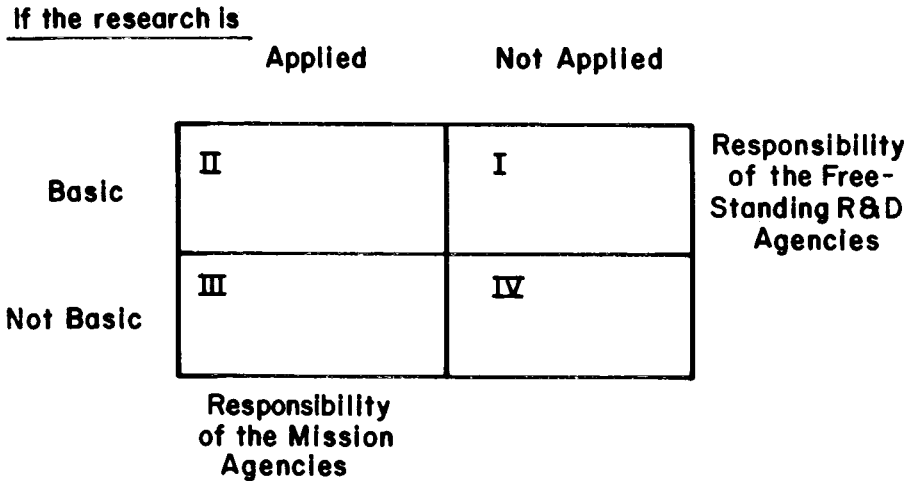 If the research is
Applied Not Applied
II I Responsibility
of the Free-
Basic Standing R&D
Agencies
III IV
Not Basic
Responsibility
of the Mission
Agencies